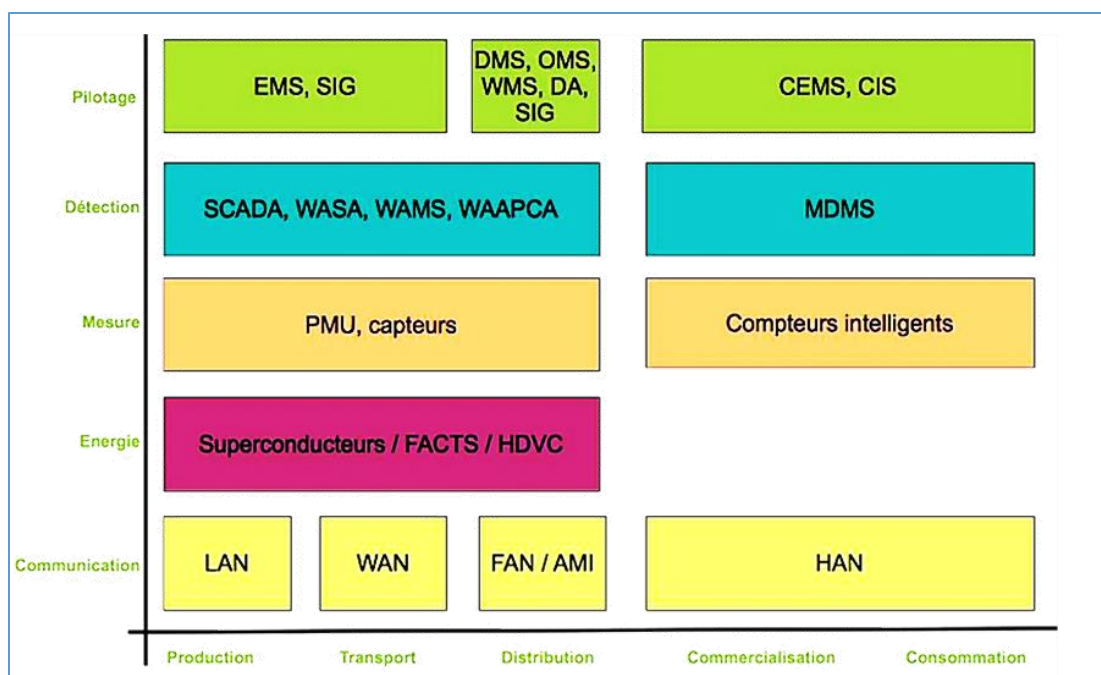 Pilotage
EMS, SIG
DMS, OMS,
WMS, DA,
SIG
CEMS, CIS
Détection
SCADA, WASA, WAMS, WAAPCA
MDMS
Mesure
PMU, capteurs
Compteurs intelligents
Energie
Superconducteurs / FACTS / HDVC
Communication
LAN
WAN
FAN / AMI
HAN
Production
Transport
Distribution
Commercialisation
Consommation